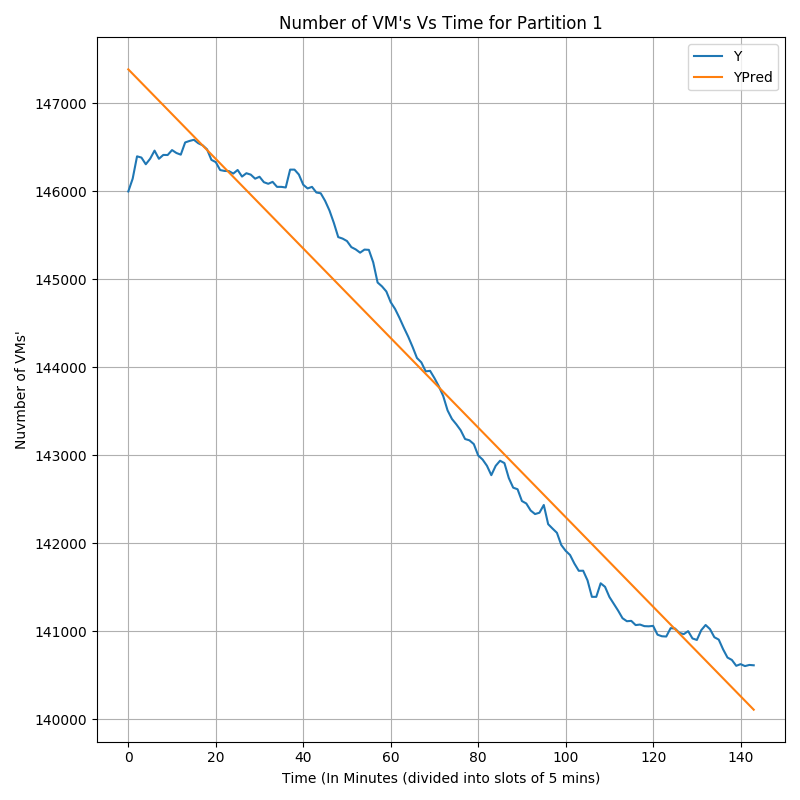 Number of VM's Vs Time for Partition 1
Y
YPred
147000
146000
145000
144000
143000
142000
141000
140000
Nuvmber of VMs'
0 20 40 60 80 100 120 140
Time (In Minutes (divided into slots of 5 mins)